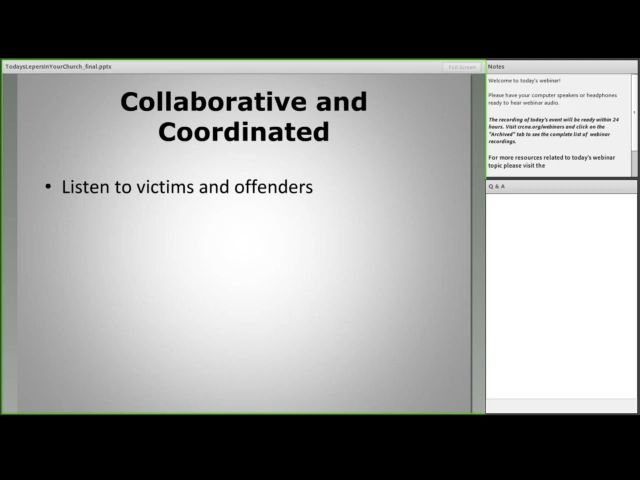 TodaysLepersInYourChurch_final.pptx
Full Screen
Collaborative and
Coordinated
• Listen to victims and offenders
Notes
Welcome to today's webinar!
Please have your computer speakers or headphones
ready to hear webinar audio.
The recording of today's event will be ready within 24
hours. Visit crcna.org/webinars and click on the
"Archived" tab to see the complete list of webinar
recordings.
For more resources related to today's webinar
topic please visit the
Q & A